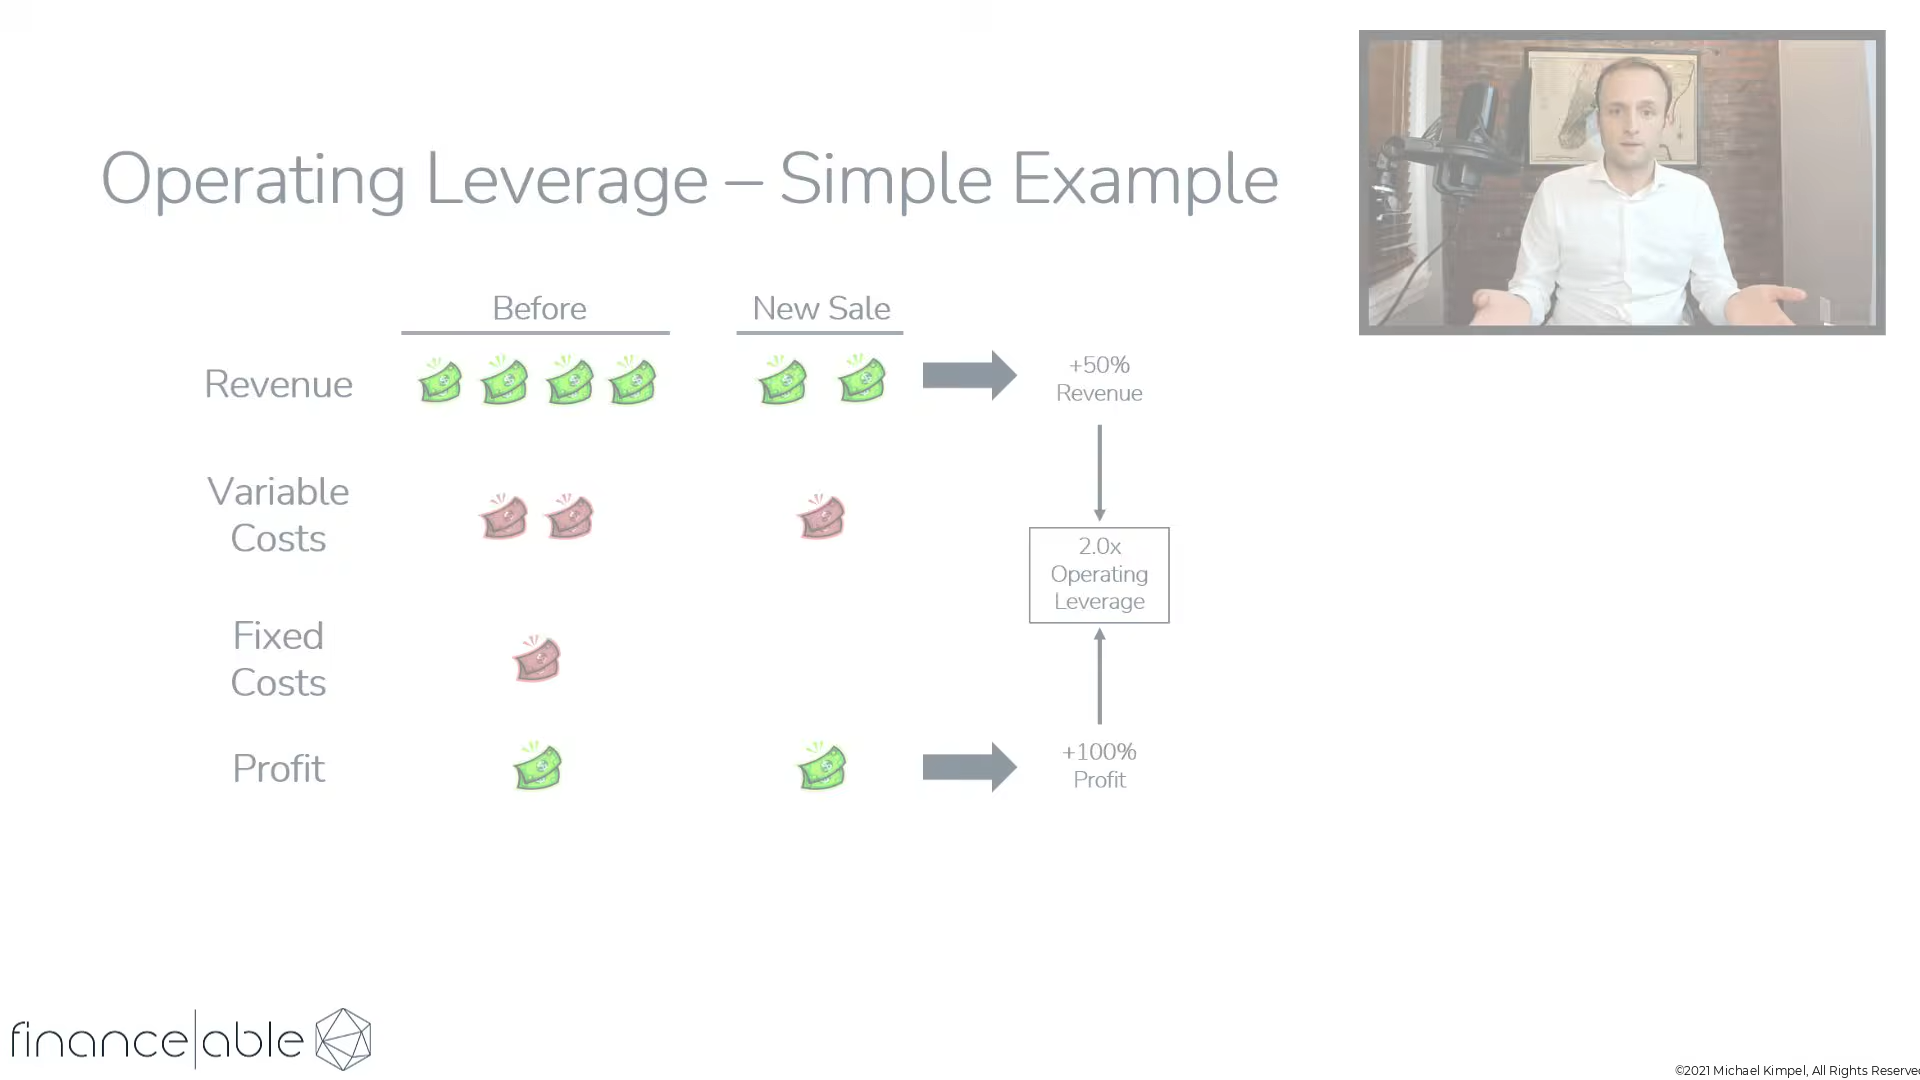 Operating Leverage – Simple Example
Before
New Sale
Revenue
+50%
Revenue
Variable
Costs
2.0x
Operating
Leverage
Fixed
Costs
Profit
+100%
Profit
finance|able
©2021 Michael Kimpel, All Rights Reserve